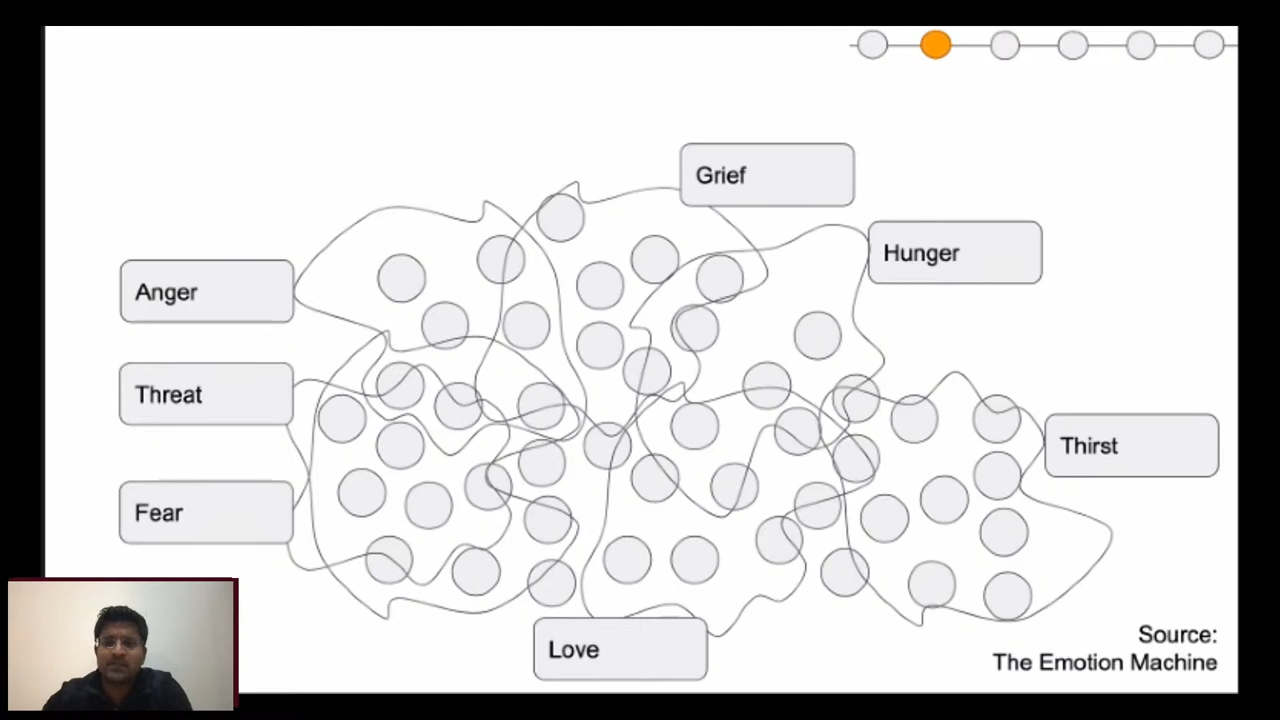 Grief
Hunger
Anger
Threat
Thirst
Fear
Love
Source:
The Emotion Machine